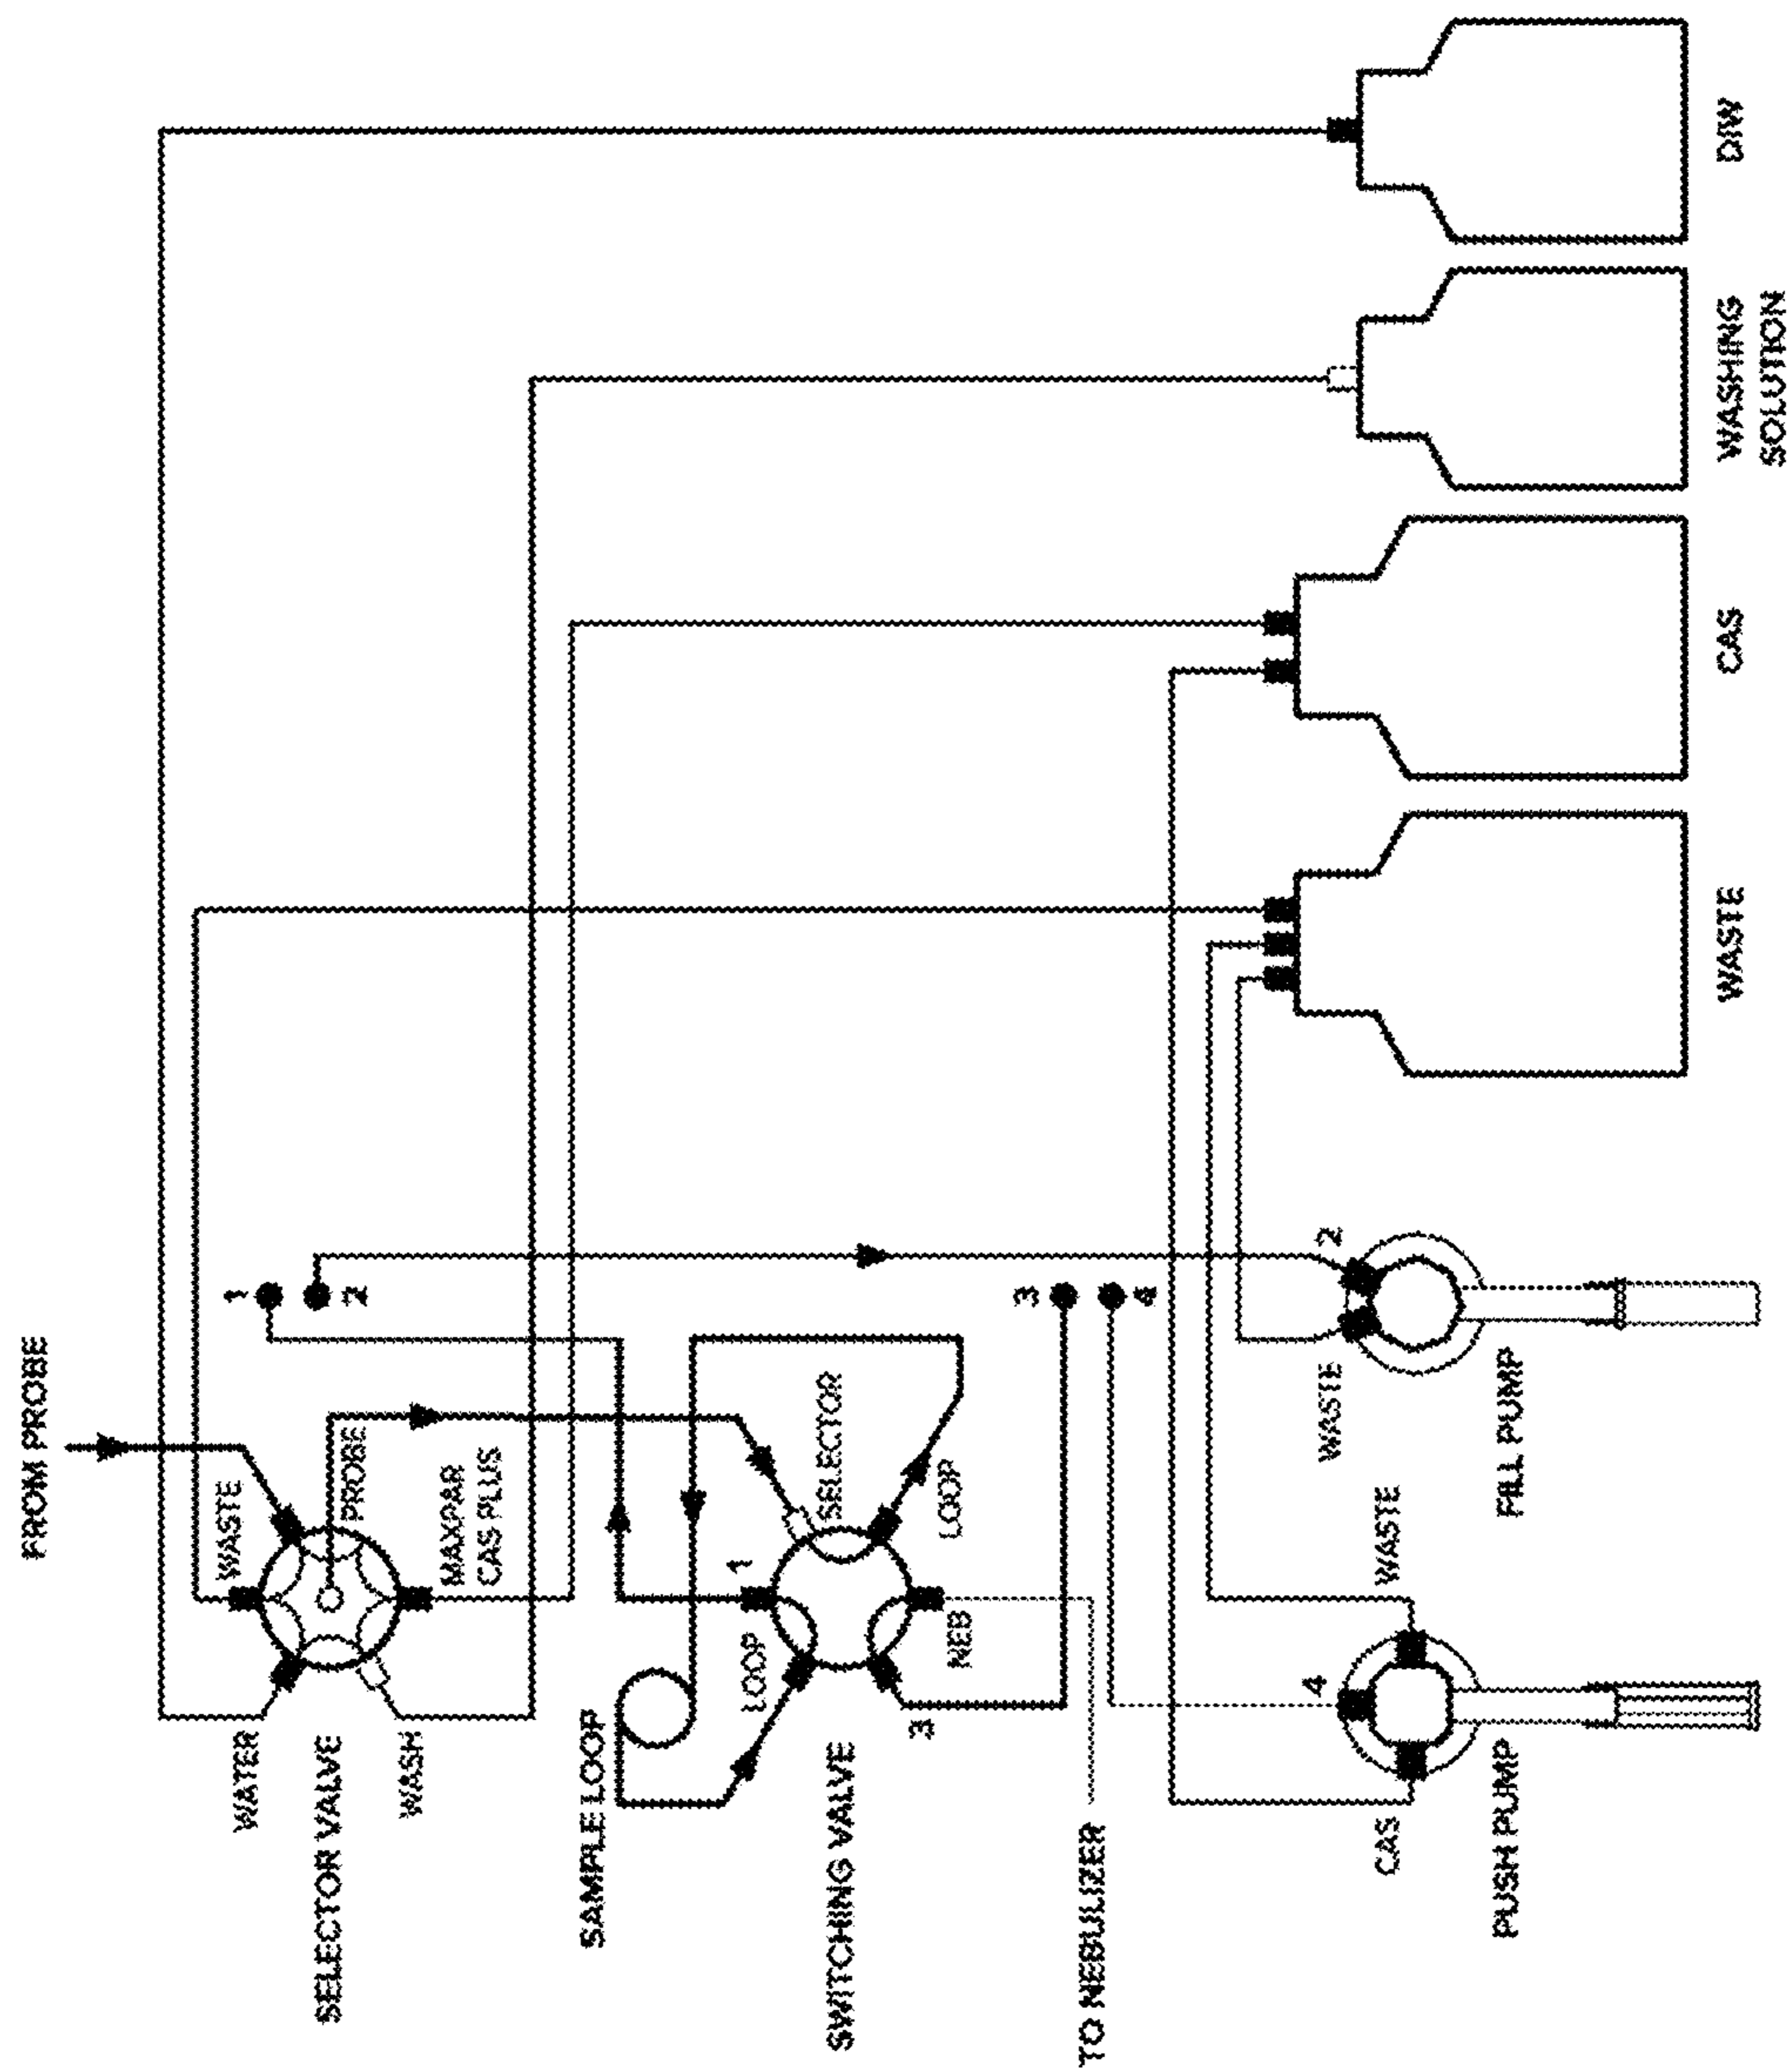 FROM PROBE
WASTE
PROBE
WATER
MAXPAR
CAS PLUS
WASH
SELECTOR VALVE
1
2
SAMPLE LOOP
LOOP
1
SELECTOR
LOOP
NEB
3
SWITCHING VALVE
3
4
TO NEBULIZER
CAS
4
WASTE
PUSH PUMP
WASTE
2
FILL PUMP
WASTE
CAS
WASHING
SOLUTION
DIW